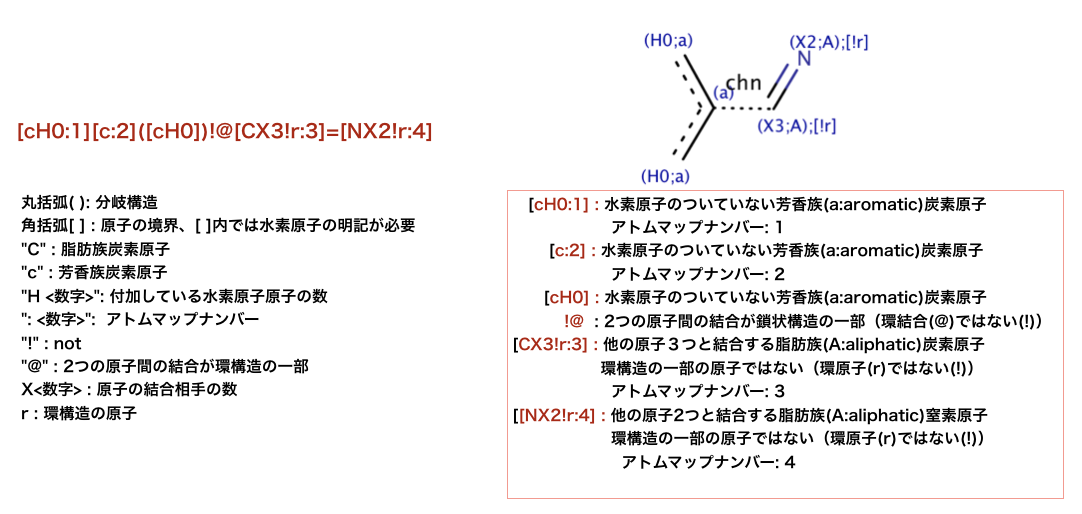 [cH0:1][c:2]([cH0])!@[CX3!r:3]=[NX2!r:4]
丸括弧( ): 分岐構造
角括弧[ ] : 原子の境界、[ ]内では水素原子の明記が必要
"C" : 脂肪族炭素原子
"c" : 芳香族炭素原子
"H <数字>": 付加している水素原子原子の数
": <数字>": アトムマップナンバー
"!" : not
"@" : 2つの原子間の結合が環構造の一部
X<数字> : 原子の結合相手の数
r : 環構造の原子
(H0;a)
(X2;A);[!r]
N
chn
(a)
(X3;A);[!r]
(H0;a)
[cH0:1] : 水素原子のついていない芳香族(a:aromatic)炭素原子
アトムマップナンバー: 1
[c:2] : 水素原子のついていない芳香族(a:aromatic)炭素原子
アトムマップナンバー: 2
[cH0] : 水素原子のついていない芳香族(a:aromatic)炭素原子
!@ : 2つの原子間の結合が鎖状構造の一部（環結合(@)ではない(!)）
[CX3!r:3] : 他の原子３つと結合する脂肪族(A:aliphatic)炭素原子
環構造の一部の原子ではない（環原子(r)ではない(!)）
アトムマップナンバー: 3
[[NX2!r:4] : 他の原子2つと結合する脂肪族(A:aliphatic)窒素原子
環構造の一部の原子ではない（環原子(r)ではない(!)）
アトムマップナンバー: 4